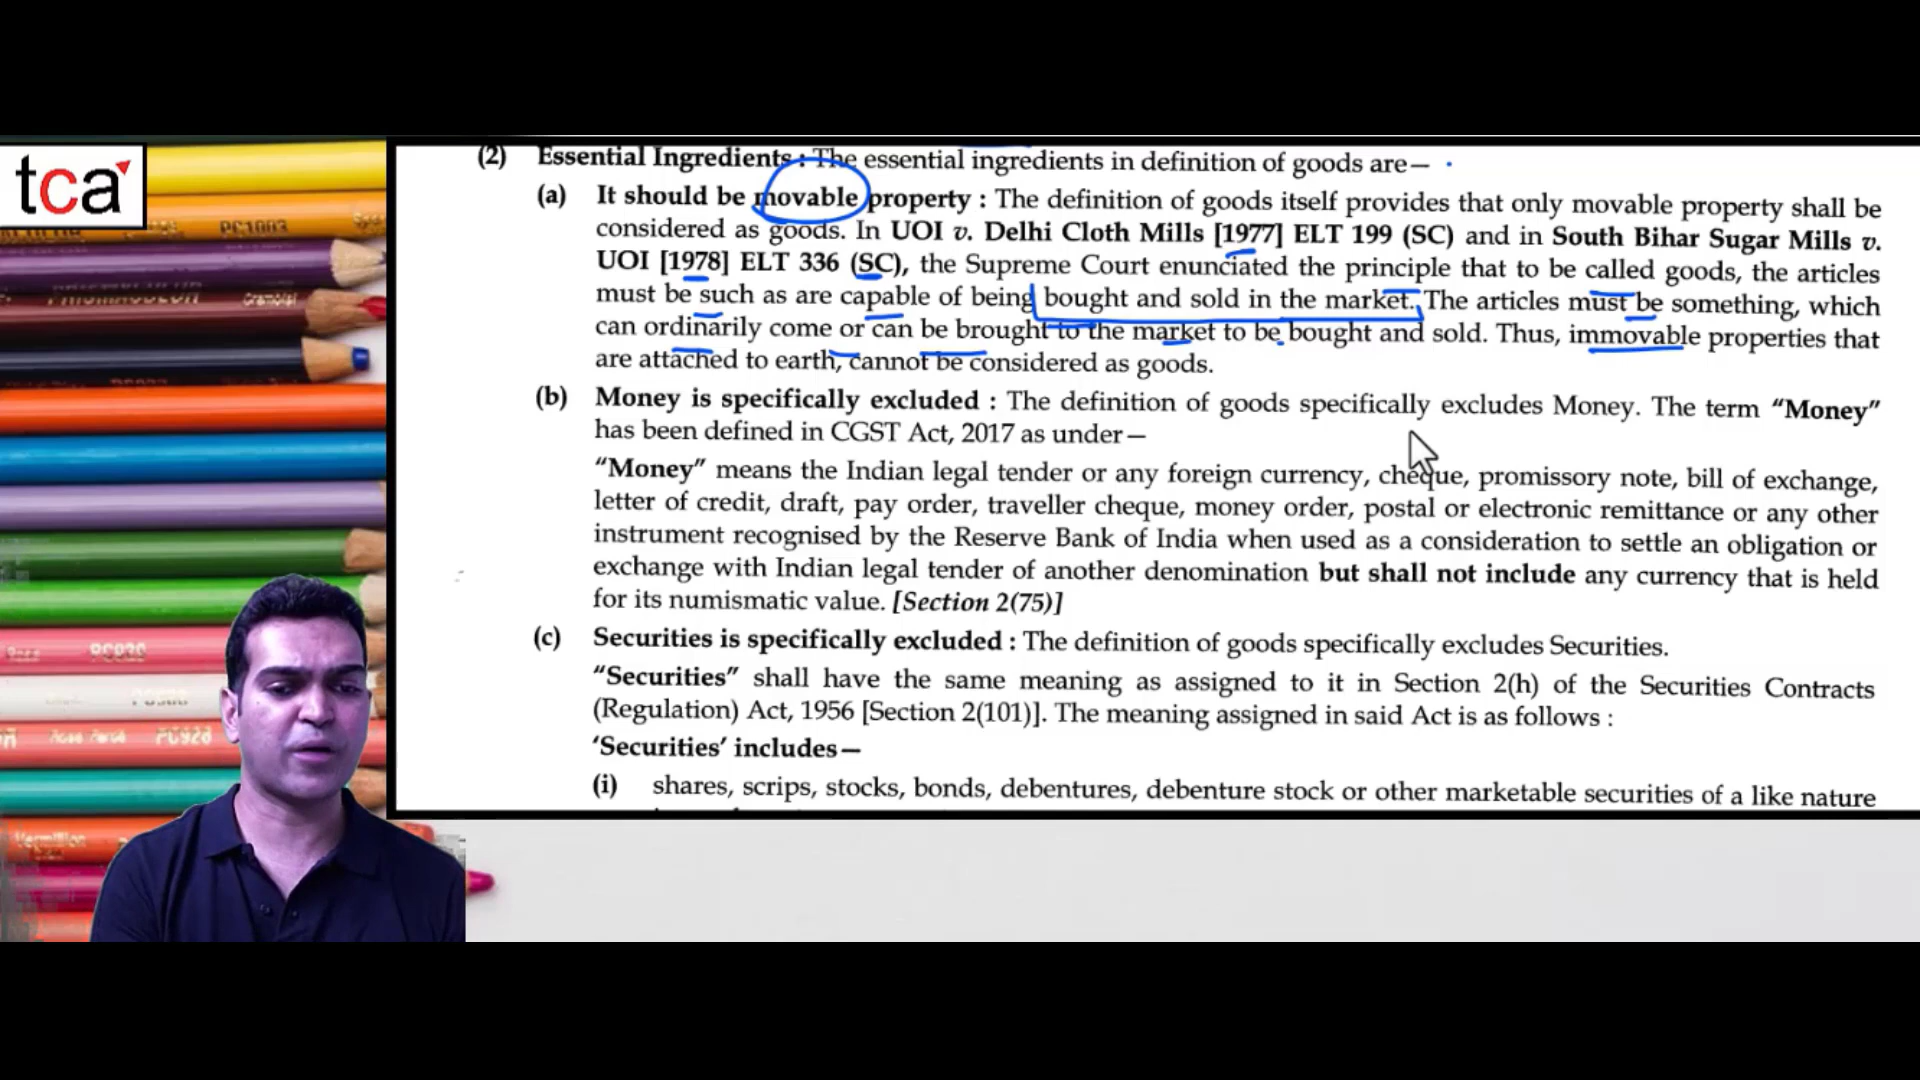 tca
PC1003
PRISMACOLOR
(2) Essential Ingredients : The essential ingredients in definition of goods are—
(a) It should be movable property : The definition of goods itself provides that only movable property shall be
considered as goods. In UOI v. Delhi Cloth Mills [1977] ELT 199 (SC) and in South Bihar Sugar Mills v.
UOI [1978] ELT 336 (SC), the Supreme Court enunciated the principle that to be called goods, the articles
must be such as are capable of being bought and sold in the market. The articles must be something, which
can ordinarily come or can be brought to the market to be bought and sold. Thus, immovable properties that
are attached to earth, cannot be considered as goods.
(b) Money is specifically excluded : The definition of goods specifically excludes Money. The term “Money”
has been defined in CGST Act, 2017 as under—
“Money” means the Indian legal tender or any foreign currency, cheque, promissory note, bill of exchange,
letter of credit, draft, pay order, traveller cheque, money order, postal or electronic remittance or any other
instrument recognised by the Reserve Bank of India when used as a consideration to settle an obligation or
exchange with Indian legal tender of another denomination but shall not include any currency that is held
for its numismatic value. [Section 2(75)]
(c) Securities is specifically excluded : The definition of goods specifically excludes Securities.
“Securities” shall have the same meaning as assigned to it in Section 2(h) of the Securities Contracts
(Regulation) Act, 1956 [Section 2(101)]. The meaning assigned in said Act is as follows :
‘Securities’ includes—
(i) shares, scrips, stocks, bonds, debentures, debenture stock or other marketable securities of a like nature